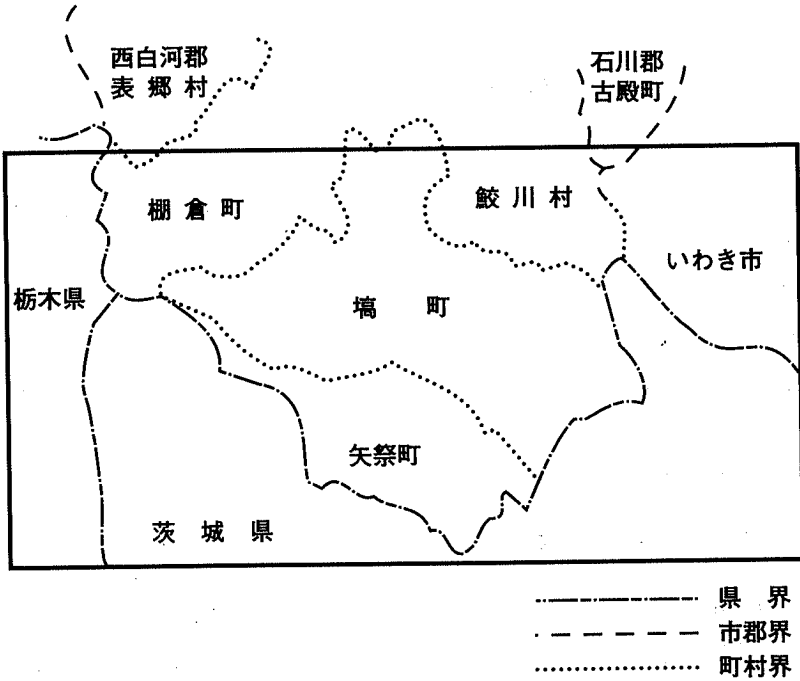 西白河郡
表郷村
石川郡
古殿町
棚倉町
鮫川村
いわき市
栃木県
塙町
矢祭町
茨城県
県界
市郡界
町村界